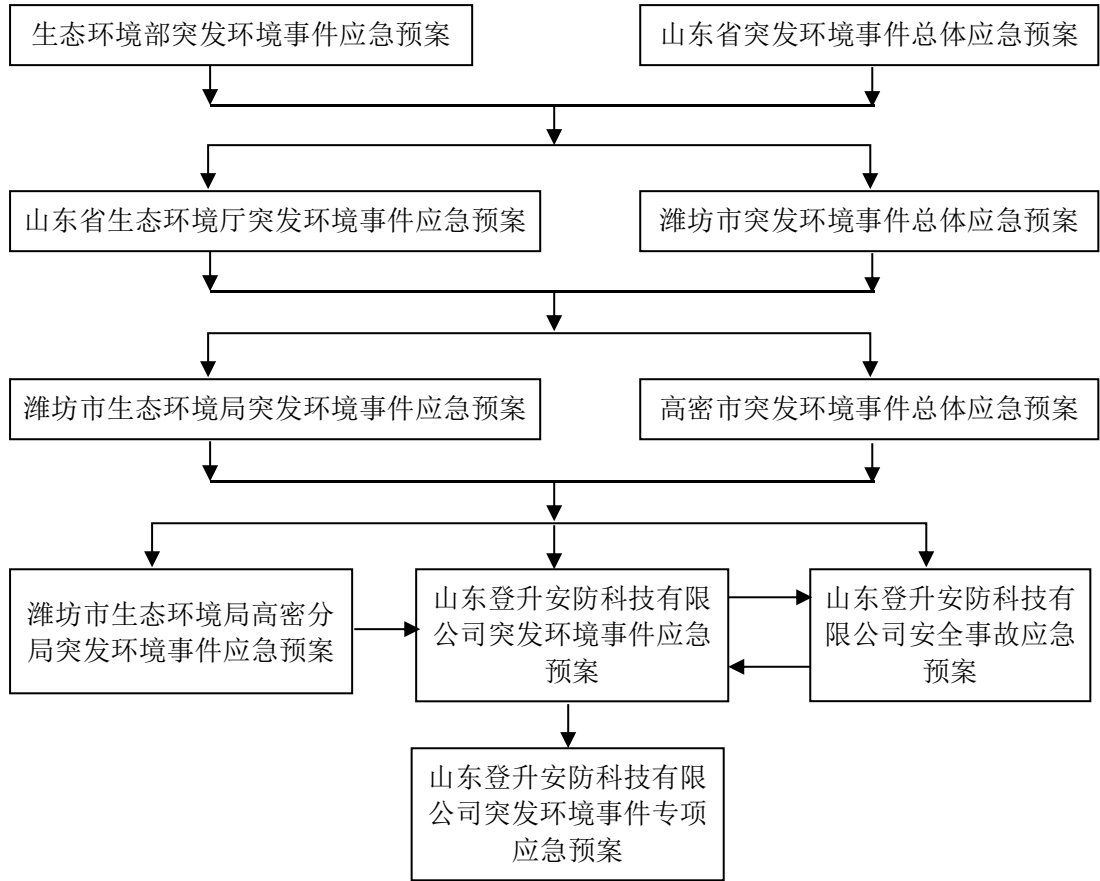 生态环境部突发环境事件应急预案
山东省突发环境事件总体应急预案
山东省生态环境厅突发环境事件应急预案
潍坊市突发环境事件总体应急预案
潍坊市生态环境局突发环境事件应急预案
高密市突发环境事件总体应急预案
潍坊市生态环境局高密分
局突发环境事件应急预案
山东登升安防科技有限
公司突发环境事件应急
预案
山东登升安防科技有
限公司安全事故应急
预案
山东登升安防科技有限
公司突发环境事件专项
应急预案